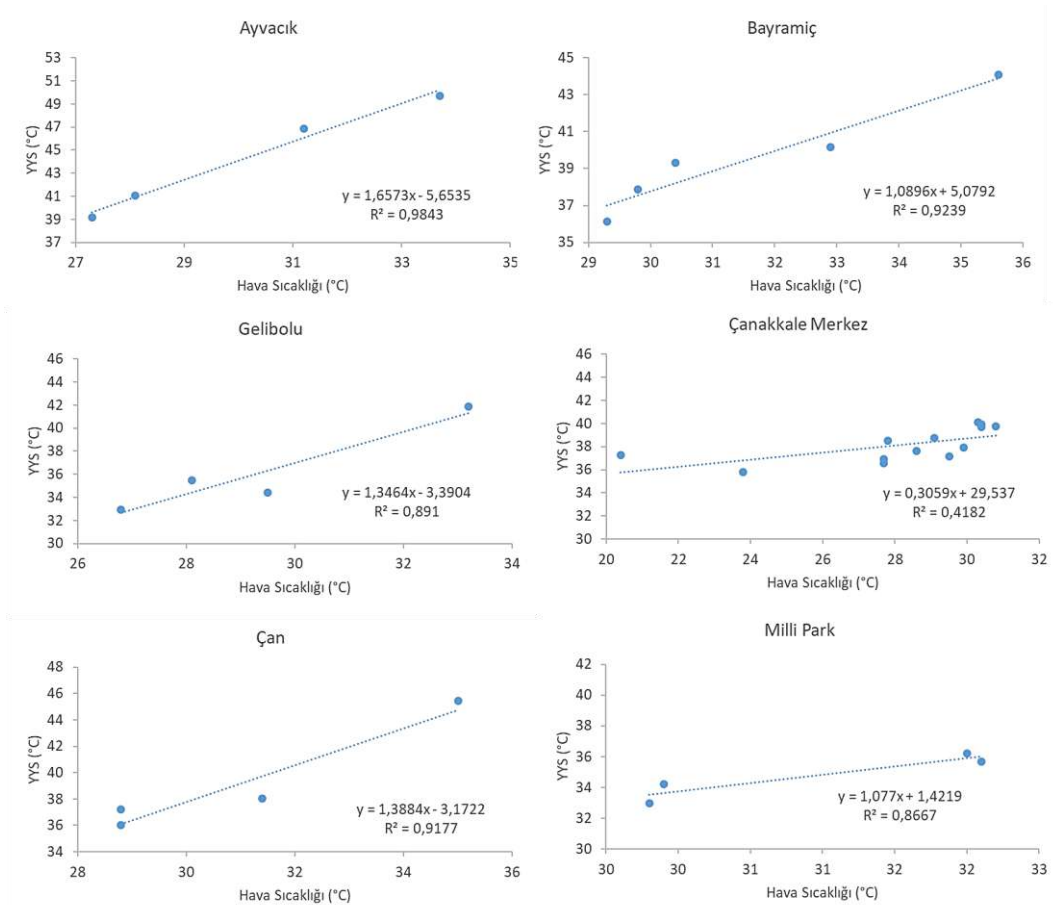 Ayvacık
53
51
49
47
45
43
41
39
37
YYS (°C)
y = 1,6573x - 5,6535
R² = 0,9843
27 29 31 33 35
Hava Sıcaklığı (°C)
Bayramiç
45
43
41
39
37
35
YYS (°C)
y = 1,0896x + 5,0792
R² = 0,9239
29 30 31 32 33 34 35 36
Hava Sıcaklığı (°C)
Gelibolu
46
44
42
40
38
36
34
32
30
YYS (°C)
y = 1,3464x - 3,3904
R² = 0,891
26 28 30 32 34
Hava Sıcaklığı (°C)
Çanakkale Merkez
46
44
42
40
38
36
34
32
30
YYS (°C)
y = 0,3059x + 29,537
R² = 0,4182
20 22 24 26 28 30 32
Hava Sıcaklığı (°C)
Çan
48
46
44
42
40
38
36
34
YYS (°C)
y = 1,3884x - 3,1722
R² = 0,9177
28 30 32 34 36
Hava Sıcaklığı (°C)
Milli Park
42
40
38
36
34
32
30
YYS (°C)
y = 1,077x + 1,4219
R² = 0,8667
30 30 31 31 32 32 33
Hava Sıcaklığı (°C)